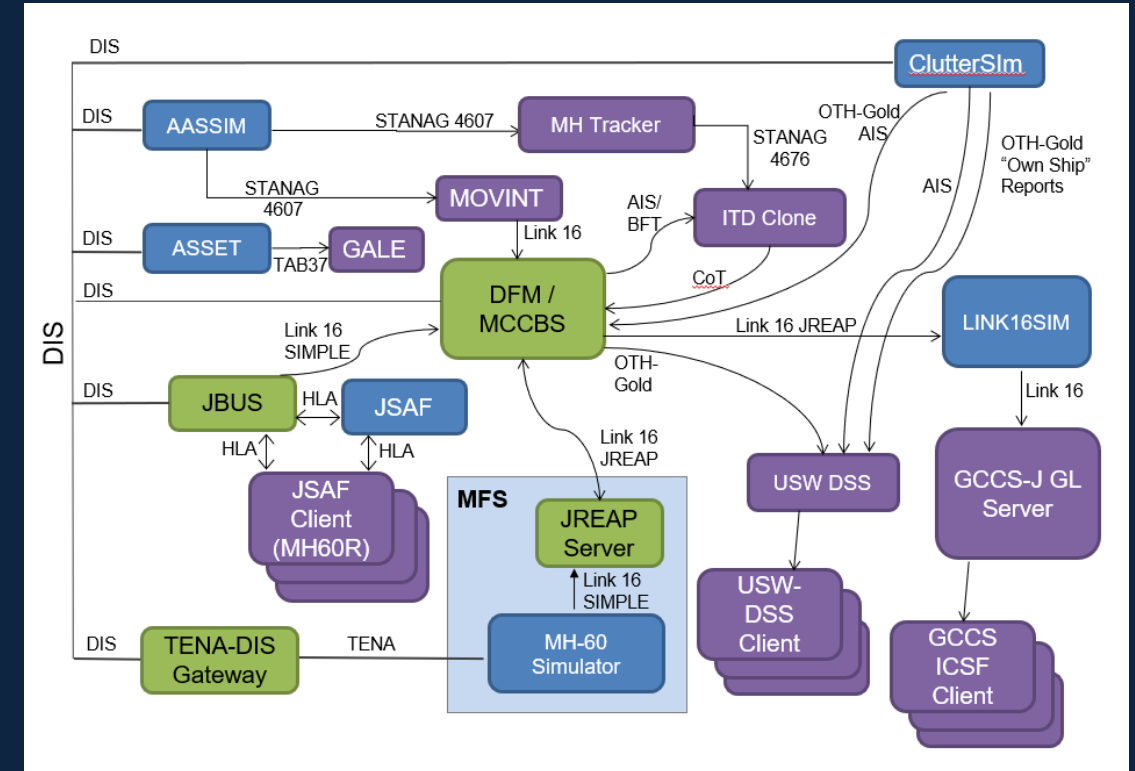 DIS
ClutterSIm
DIS
AASSIM
STANAG 4607
MH Tracker
OTH-Gold
AIS
STANAG
4676
OTH-Gold
“Own Ship”
Reports
STANAG
4607
MOVINT
AIS/
BFT
ITD Clone
AIS
Link 16
DIS
ASSET
TAB37
GALE
CoT
DIS
DFM /
MCCBS
Link 16 JREAP
LINK16SIM
Link 16
SIMPLE
OTH-
Gold
DIS
DIS
JBUS
HLA
JSAF
Link 16
HLA
HLA
Link 16
JREAP
JSAF
Client
(MH60R)
MFS
JREAP
Server
USW DSS
GCCS-J GL
Server
Link 16
SIMPLE
USW-
DSS
Client
DIS
TENA-DIS
Gateway
TENA
MH-60
Simulator
GCCS
ICSF
Client